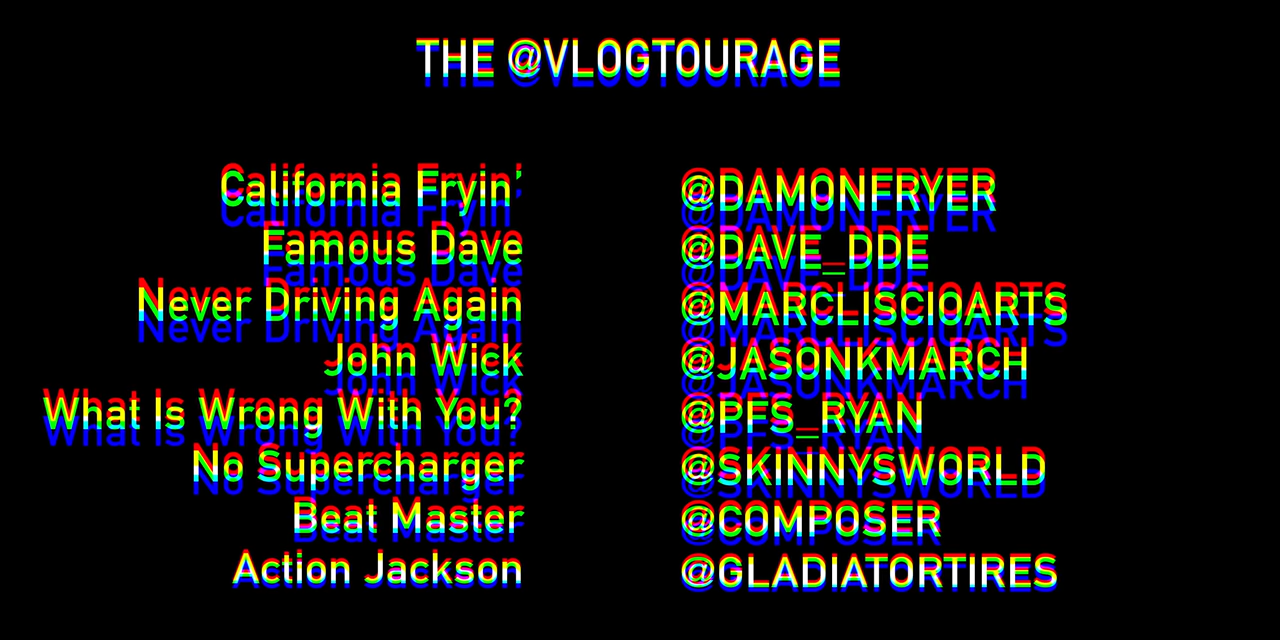 THE @VLOGTOURAGE
California Fryin' @DAMONFRYER
Famous Dave @DAVE_DDE
Never Driving Again @MARCLISCIOARTS
John Wick @JASONKMARCH
What Is Wrong With You? @PFS_RYAN
No Supercharger @SKINNYSWORLD
Beat Master @COMPOSER
Action Jackson @GLADIATORTIRES